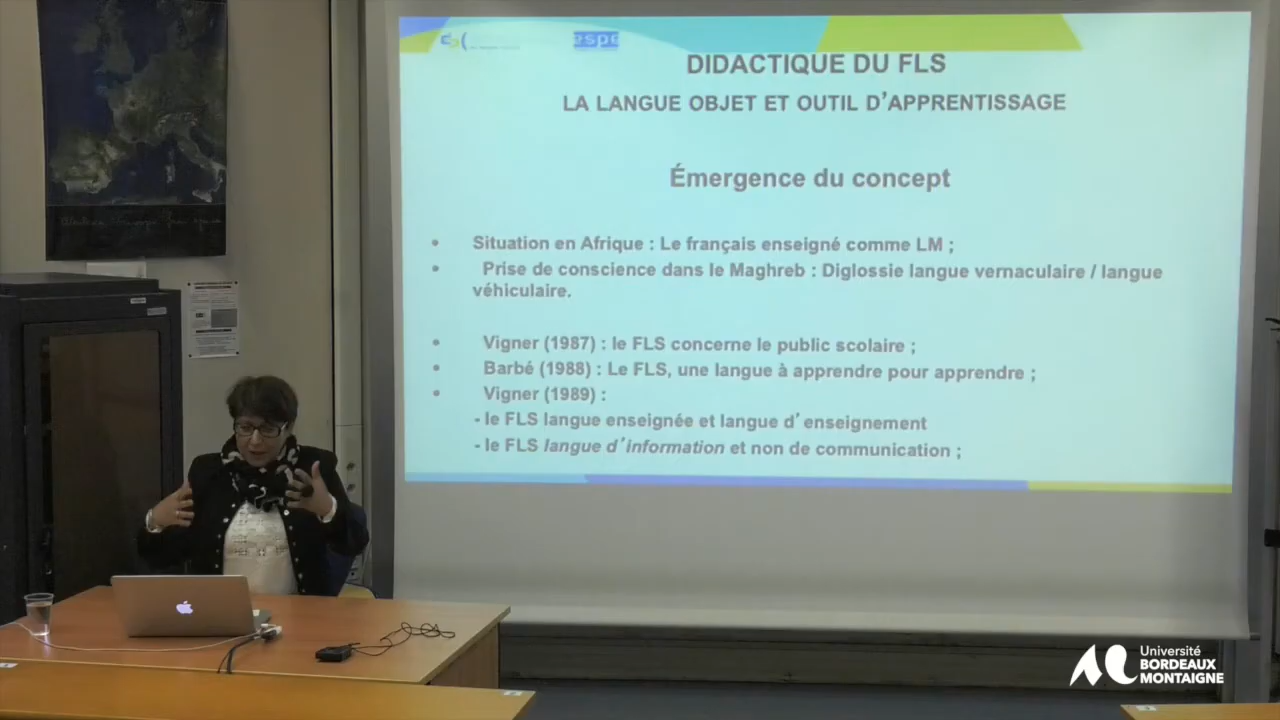 espe
DIDACTIQUE DU FLS
LA LANGUE OBJET ET OUTIL D'APPRENTISSAGE
Émergence du concept
• Situation en Afrique : Le français enseigné comme LM ;
• Prise de conscience dans le Maghreb : Diglossie langue vernaculaire / langue
véhiculaire.
• Vigner (1987) : le FLS concerne le public scolaire ;
• Barbé (1988) : Le FLS, une langue à apprendre pour apprendre ;
• Vigner (1989) :
- le FLS langue enseignée et langue d'enseignement
- le FLS langue d'information et non de communication ;
Université
BORDEAUX
MONTAIGNE